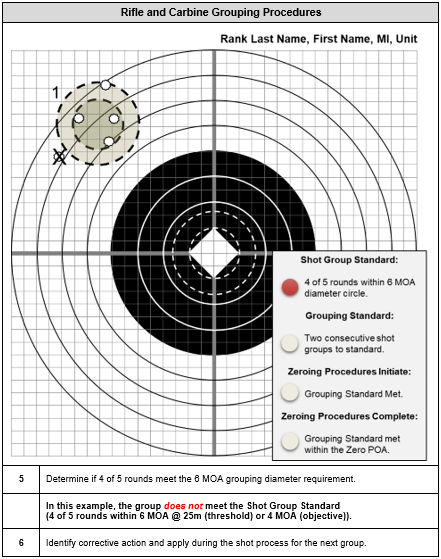 Rifle and Carbine Grouping Procedures
Rank Last Name, First Name, MI, Unit
1
X
Shot Group Standard:
4 of 5 rounds within 6 MOA
diameter circle.
Grouping Standard:
Two consecutive shot
groups to standard.
Zeroing Procedures Initiate:
Grouping Standard Met.
Zeroing Procedures Complete:
Grouping Standard met
within the Zero POA.
5 Determine if 4 of 5 rounds meet the 6 MOA grouping diameter requirement.
In this example, the group does not meet the Shot Group Standard
(4 of 5 rounds within 6 MOA @ 25m (threshold) or 4 MOA (objective)).
6 Identify corrective action and apply during the shot process for the next group.